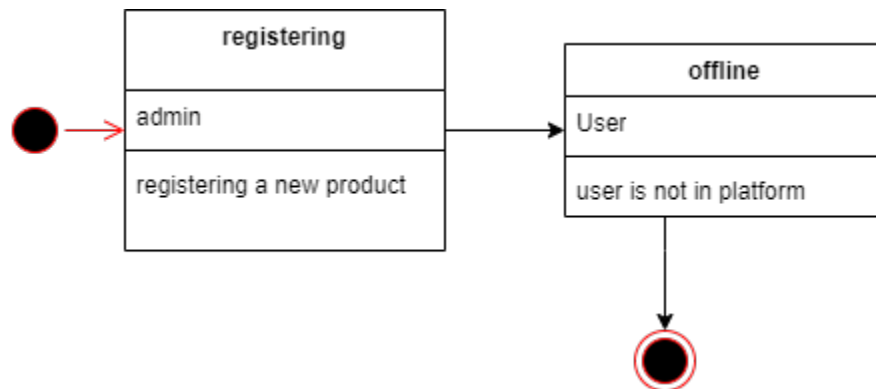 registering
admin
registering a new product
offline
User
user is not in platform